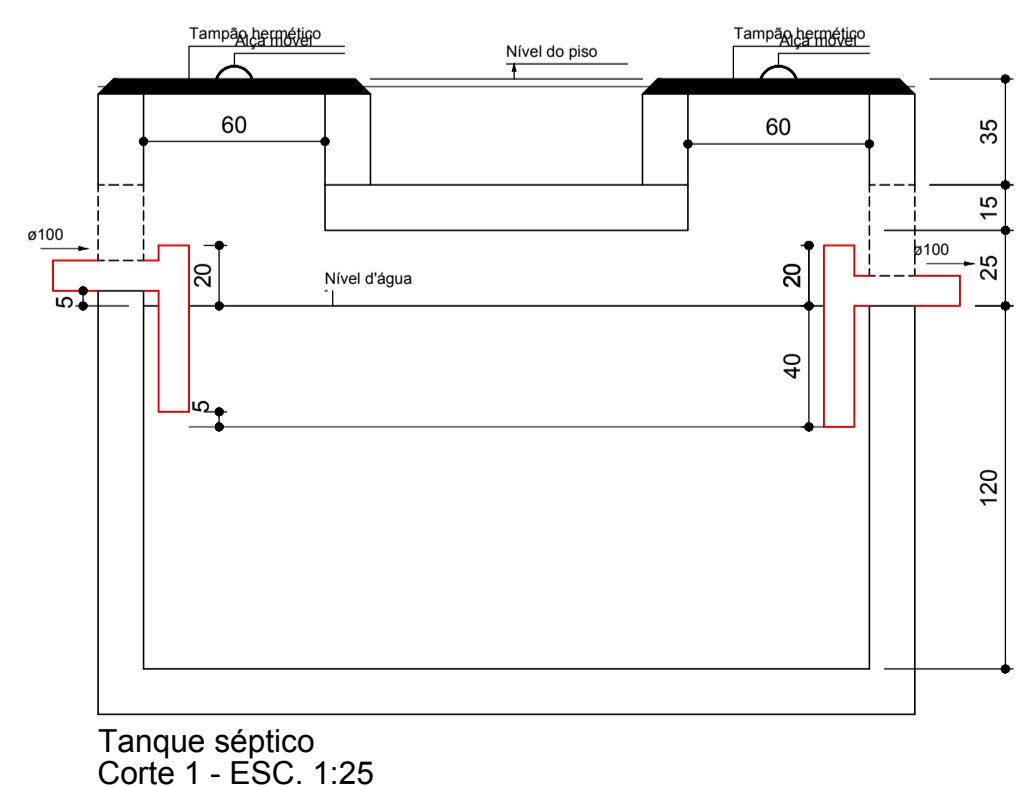 Tampão hermético
Alça móvel
Nível do piso
Tampão hermético
Alça móvel
60
60
35
15
ø100
20
20
ø100
25
Nível d'água
5
40
5
120
Tanque séptico
Corte 1 - ESC. 1:25